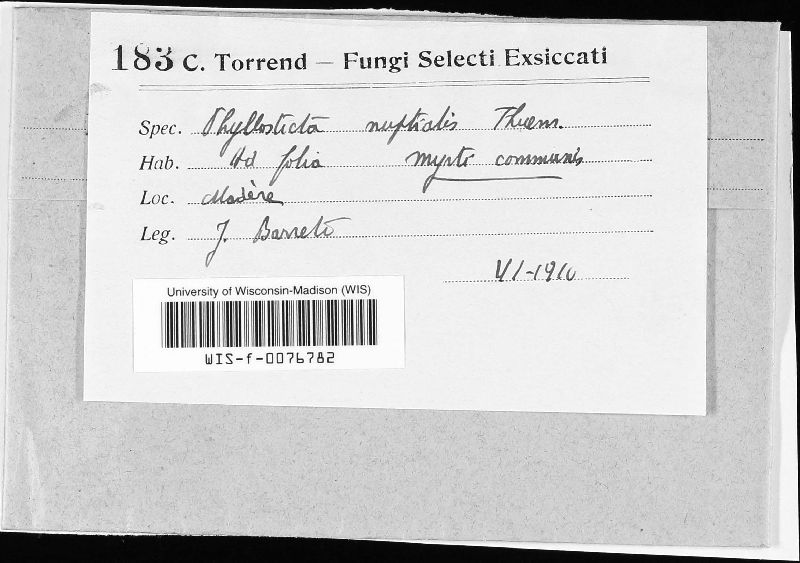 183 C. Torrend — Fungi Selecti Exsiccati
Spec. Phyllosticta nuptialis Thuem.
Hab. Ad folia Myrti communis
Loc. Madère
Leg. J. Barreto
VI-1910
University of Wisconsin-Madison (WIS)
WIS-f-0076782